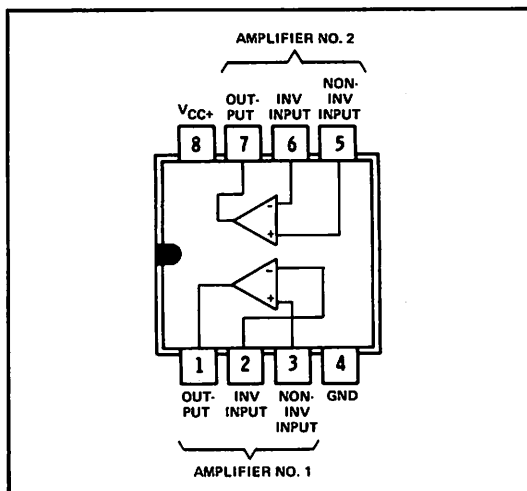 AMPLIFIER NO. 2
VCC+
OUT-
PUT
INV
INPUT
NON-
INV
INPUT
8
7
6
5
-
+
-
+
1
2
3
4
OUT-
PUT
INV
INPUT
NON-
INV
INPUT
GND
AMPLIFIER NO. 1